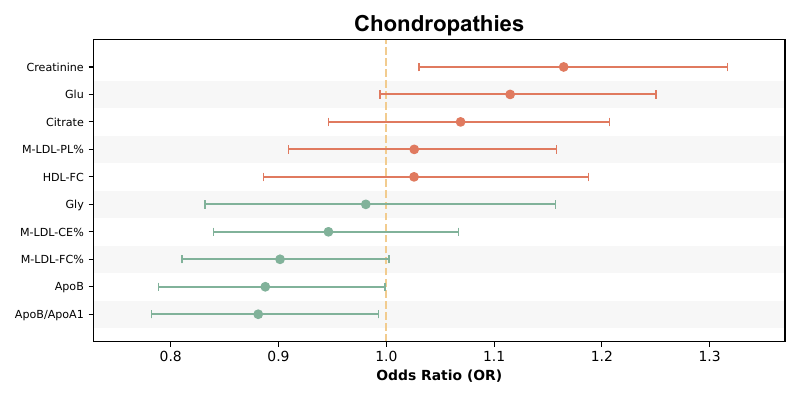 Chondropathies
Creatinine
Glu
Citrate
M-LDL-PL%
HDL-FC
Gly
M-LDL-CE%
M-LDL-FC%
ApoB
ApoB/ApoA1
0.8 0.9 1.0 1.1 1.2 1.3
Odds Ratio (OR)